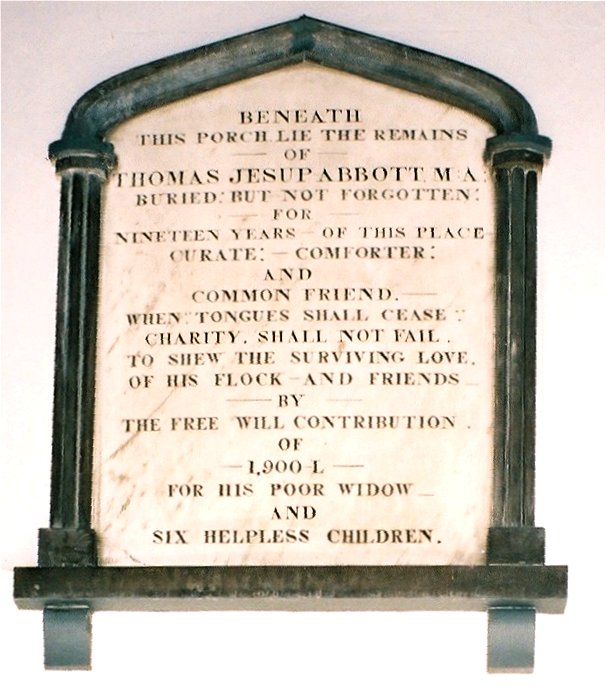 BENEATH
THIS PORCH LIE THE REMAINS
— OF —
THOMAS JESUP ABBOTT M A:
BURIED: BUT NOT FORGOTTEN:
— FOR —
NINETEEN YEARS — OF THIS PLACE
CURATE: — COMFORTER:
AND
COMMON FRIEND. —
WHEN: TONGUES SHALL CEASE:
CHARITY. SHALL NOT FAIL.
TO SHEW THE SURVIVING LOVE.
OF HIS FLOCK — AND FRIENDS —
— BY —
THE FREE WILL CONTRIBUTION.
OF
— 1,900 L —
FOR HIS POOR WIDOW —
AND
SIX HELPLESS CHILDREN.